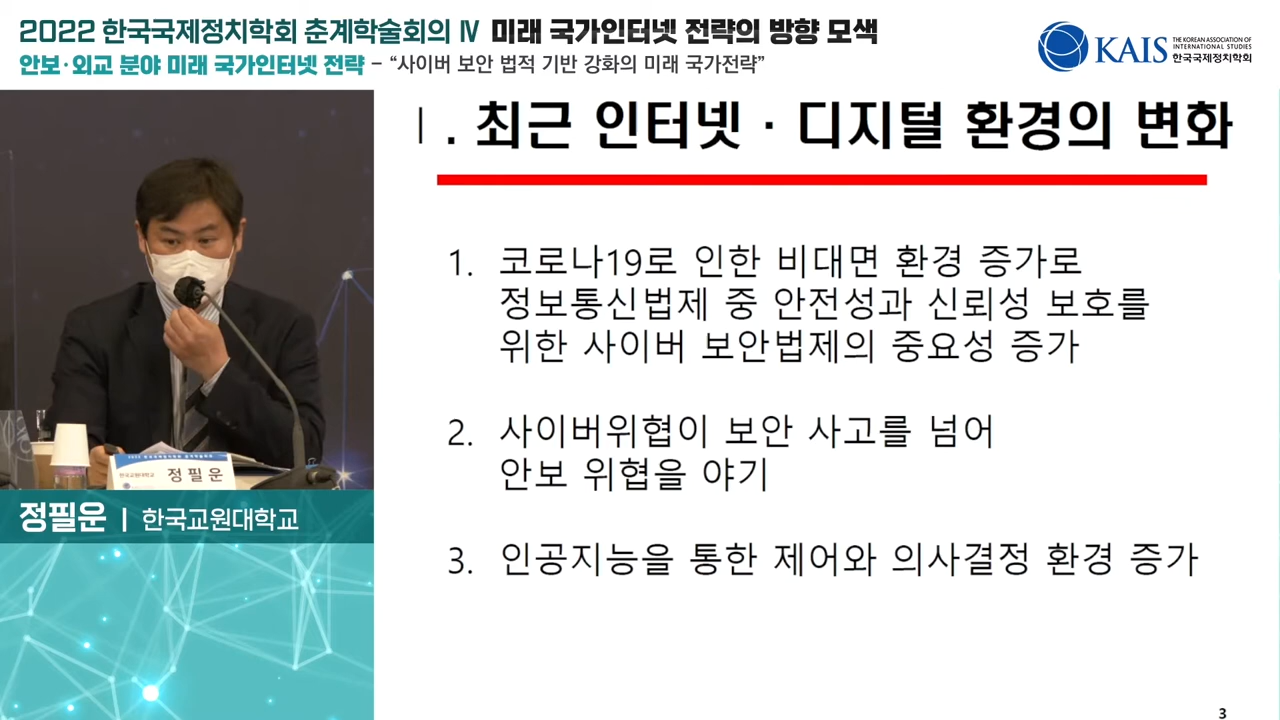 2022 한국국제정치학회 춘계학술회의 Ⅳ 미래 국가인터넷 전략의 방향 모색
안보·외교 분야 미래 국가인터넷 전략 – “사이버 보안 법적 기반 강화의 미래 국가전략”
KAIS
THE KOREAN ASSOCIATION OF
INTERNATIONAL STUDIES
한국국제정치학회
Ⅰ. 최근 인터넷 · 디지털 환경의 변화
1. 코로나19로 인한 비대면 환경 증가로
정보통신법제 중 안전성과 신뢰성 보호를
위한 사이버 보안법제의 중요성 증가
2. 사이버위협이 보안 사고를 넘어
안보 위협을 야기
3. 인공지능을 통한 제어와 의사결정 환경 증가
한국교원대학교 정필운
정필운 | 한국교원대학교
3